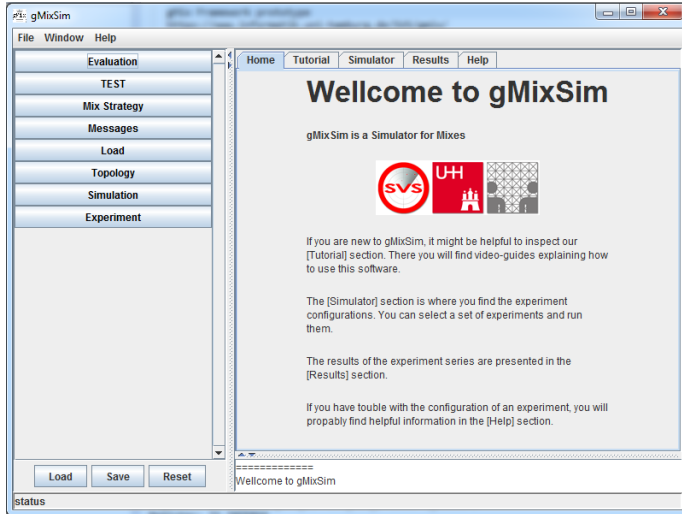 gMixSim
File Window Help
Evaluation
TEST
Mix Strategy
Messages
Load
Topology
Simulation
Experiment
Load Save Reset
status
Home Tutorial Simulator Results Help
Wellcome to gMixSim
gMixSim is a Simulator for Mixes
svs
UHH
If you are new to gMixSim, it might be helpful to inspect our
[Tutorial] section. There you will find video-guides explaining how
to use this software.
The [Simulator] section is where you find the experiment
configurations. You can select a set of experiments and run
them.
The results of the experiment series are presented in the
[Results] section.
If you have touble with the configuration of an experiment, you will
propably find helpful information in the [Help] section.
=============
Wellcome to gMixSim